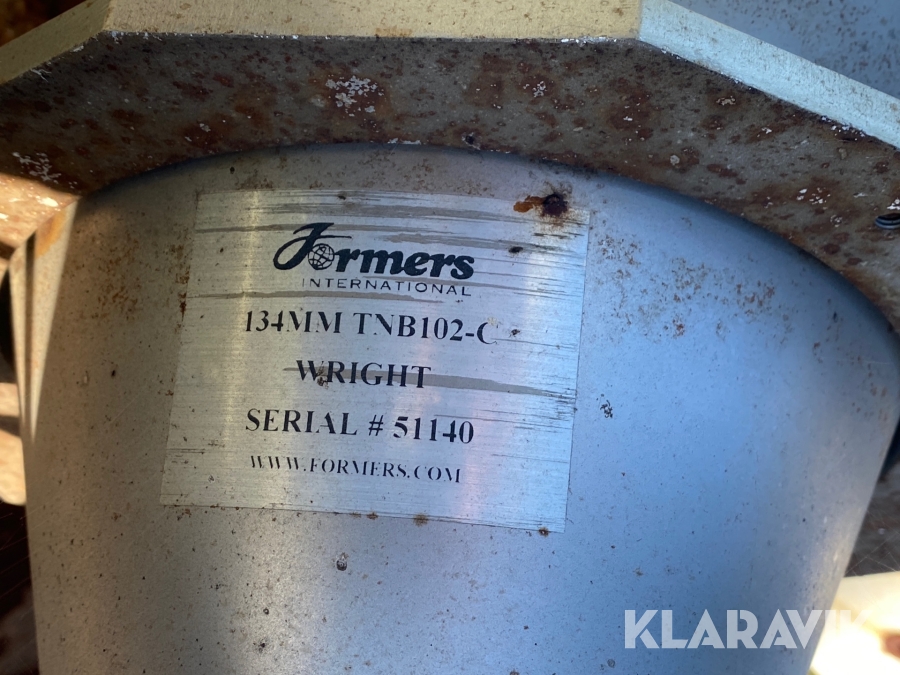 Formers
INTERNATIONAL
134MM TNB102-C
WRIGHT
SERIAL # 51140
WWW.FORMERS.COM
KLARAVIK